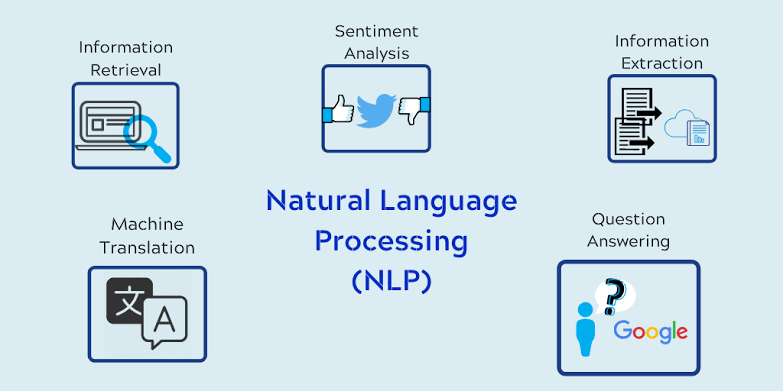 Information
Retrieval
Sentiment
Analysis
Information
Extraction
Natural Language
Processing
(NLP)
Machine
Translation
文
A
Question
Answering
?
Google